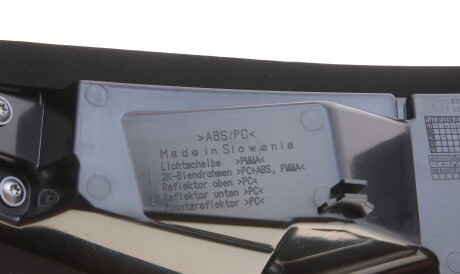 >ABS/PC<
Made in Slowenia
Lichtscheibe >PMMA<
2K-Blendrahmen >PC+ABS, PMMA<
Reflektor oben >PC<
Reflektor unten >PC<
Zusatzreflektor >PC<